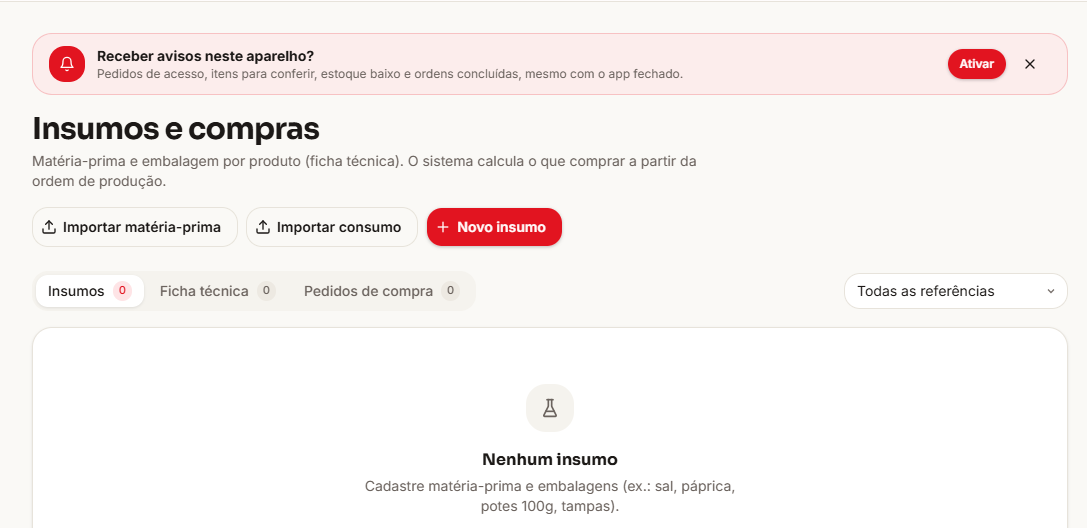 Receber avisos neste aparelho?
Pedidos de acesso, itens para conferir, estoque baixo e ordens concluídas, mesmo com o app fechado.
Ativar
Insumos e compras
Matéria-prima e embalagem por produto (ficha técnica). O sistema calcula o que comprar a partir da
ordem de produção.
Importar matéria-prima
Importar consumo
Novo insumo
Insumos 0
Ficha técnica 0
Pedidos de compra 0
Todas as referências
Nenhum insumo
Cadastre matéria-prima e embalagens (ex.: sal, páprica,
potes 100g, tampas).